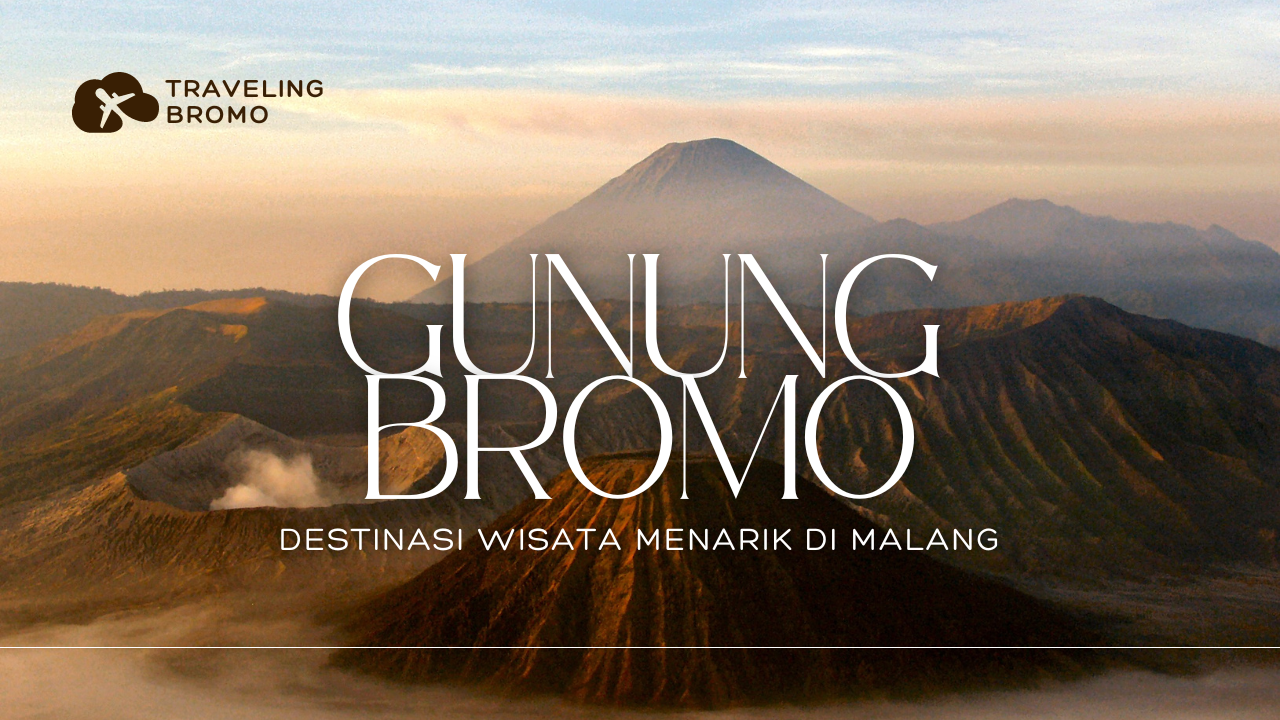 TRAVELING
BROMO
GUNUNG
BROMO
DESTINASI WISATA MENARIK DI MALANG